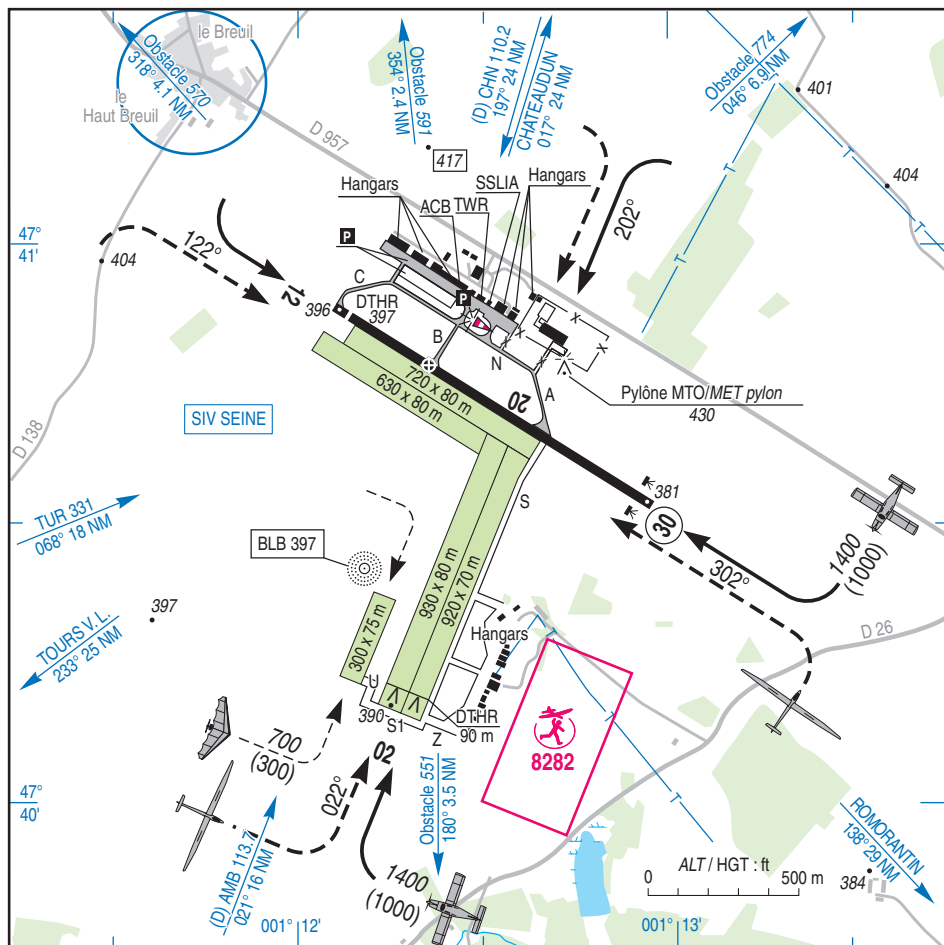 le Breuil
Obstacle 570
318° 4.1 NM
le
Haut Breuil
D 957
Obstacle 591
354° 2.4 NM
(D) CHN 110.2
197° 24 NM
CHATEAUDUN
017° 24 NM
Obstacle 774
046° 6.9 NM
401
417
404
Hangars
SSLIA
Hangars
ACB
TWR
P
202°
47°
41'
404
122°
12
396
DTHR
397
C
P
B
N
A
20
Pylône MTO/MET pylon
430
720 x 80 m
630 x 80 m
SIV SEINE
D 138
TUR 331
068° 18 NM
S
381
30
302°
1400
(1000)
BLB 397
930 x 80 m
920 x 70 m
300 x 75 m
397
TOURS V.L.
233° 25 NM
Hangars
D 26
U
390
S1
DTHR
90 m
Z
8282
700
(300)
02
022°
Obstacle 551
180° 3.5 NM
47°
40'
(D) AMB 113.7
021° 16 NM
1400
(1000)
ROMORANTIN
138° 29 NM
ALT / HGT : ft
0
500 m
384
001° 12'
001° 13'
T
T
T
T
T
X
X
X
X
X
X